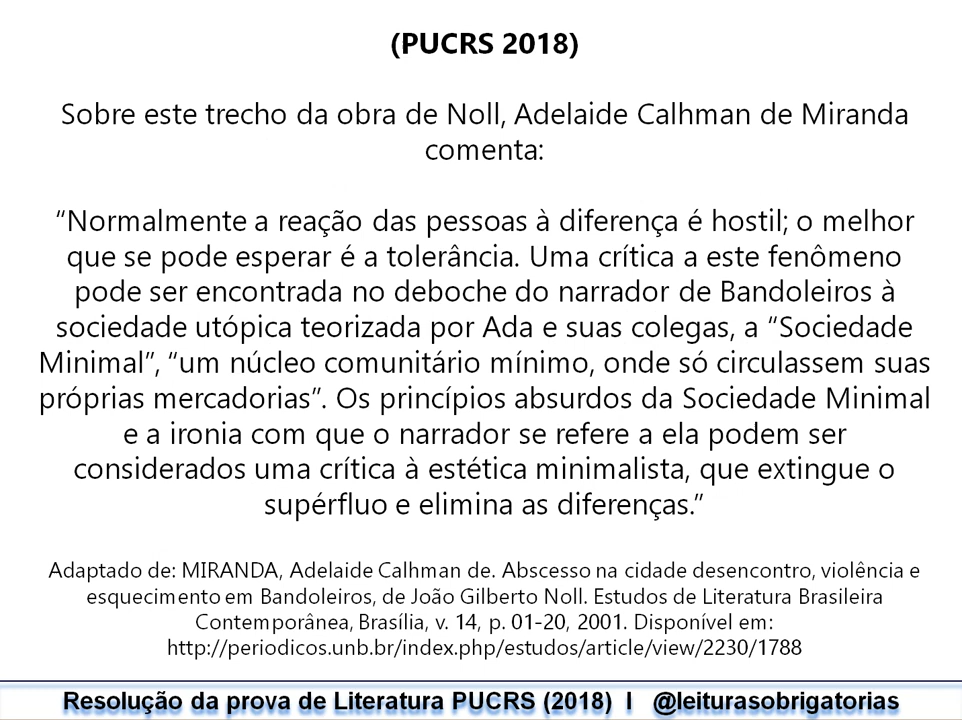 (PUCRS 2018)
Sobre este trecho da obra de Noll, Adelaide Calhman de Miranda
comenta:
“Normalmente a reação das pessoas à diferença é hostil; o melhor
que se pode esperar é a tolerância. Uma crítica a este fenômeno
pode ser encontrada no deboche do narrador de Bandoleiros à
sociedade utópica teorizada por Ada e suas colegas, a “Sociedade
Minimal”, “um núcleo comunitário mínimo, onde só circulassem suas
próprias mercadorias”. Os princípios absurdos da Sociedade Minimal
e a ironia com que o narrador se refere a ela podem ser
considerados uma crítica à estética minimalista, que extingue o
supérfluo e elimina as diferenças.”
Adaptado de: MIRANDA, Adelaide Calhman de. Abscesso na cidade desencontro, violência e
esquecimento em Bandoleiros, de João Gilberto Noll. Estudos de Literatura Brasileira
Contemporânea, Brasília, v. 14, p. 01-20, 2001. Disponível em:
http://periodicos.unb.br/index.php/estudos/article/view/2230/1788
Resolução da prova de Literatura PUCRS (2018) I @leiturasobrigatorias